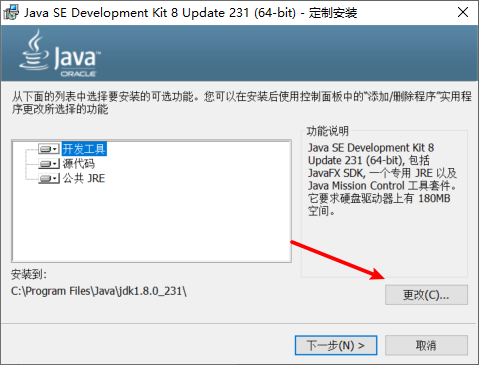 Java SE Development Kit 8 Update 231 (64-bit) - 定制安装
Java™
ORACLE
从下面的列表中选择要安装的可选功能。您可以在安装后使用控制面板中的“添加/删除程序”实用程
序更改所选择的功能
开发工具
源代码
公共 JRE
功能说明
Java SE Development Kit 8
Update 231 (64-bit), 包括
JavaFX SDK, 一个专用 JRE 以及
Java Mission Control 工具套件。
它要求硬盘驱动器上有 180MB
空间。
安装到:
C:\Program Files\Java\jdk1.8.0_231\
更改(C)...
下一步(N) >
取消